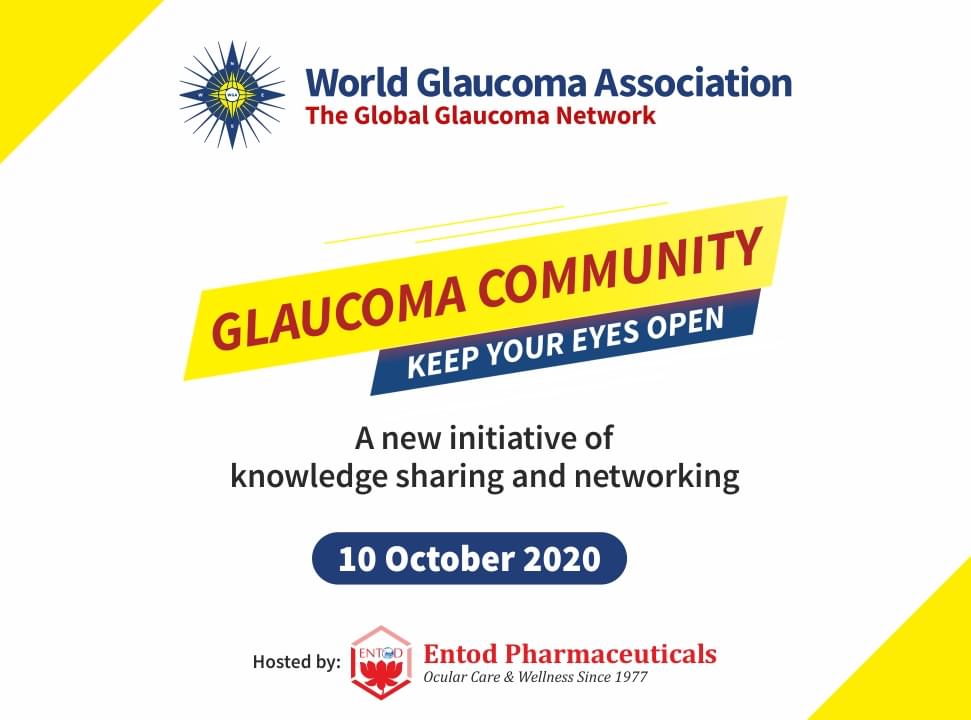 N
W WGA E
S
World Glaucoma Association
The Global Glaucoma Network
GLAUCOMA COMMUNITY
KEEP YOUR EYES OPEN
A new initiative of
knowledge sharing and networking
10 October 2020
Hosted by:
ENTOD
Entod Pharmaceuticals
Ocular Care & Wellness Since 1977